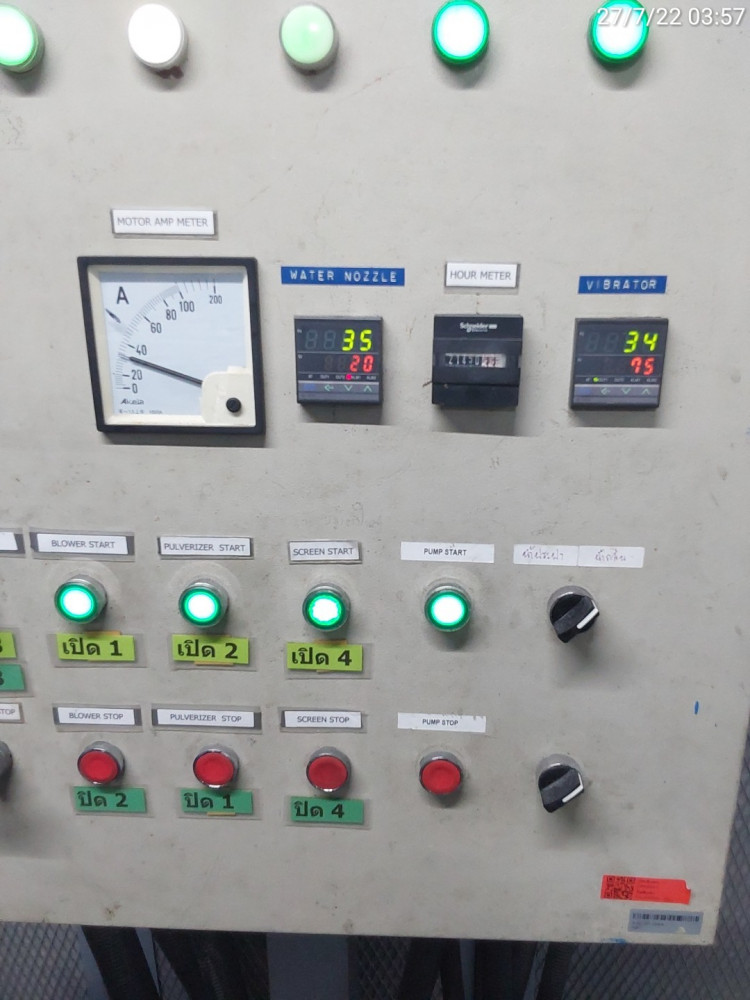 27/7/22 03:57
MOTOR AMP METER
WATER NOZZLE
HOUR METER
VIBRATOR
A
0
20
40
60
80
100
200
35
20
Schneider
Electric
34
75
BLOWER START
PULVERIZER START
SCREEN START
PUMP START
เปิด 1
เปิด 2
เปิด 4
BLOWER STOP
PULVERIZER STOP
SCREEN STOP
PUMP STOP
ปิด 2
ปิด 1
ปิด 4